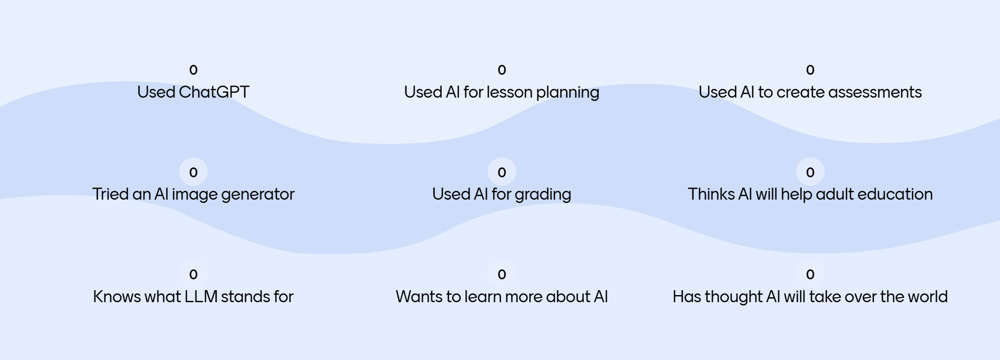 0
Used ChatGPT
0
Used AI for lesson planning
0
Used AI to create assessments
0
Tried an AI image generator
0
Used AI for grading
0
Thinks AI will help adult education
0
Knows what LLM stands for
0
Wants to learn more about AI
0
Has thought AI will take over the world